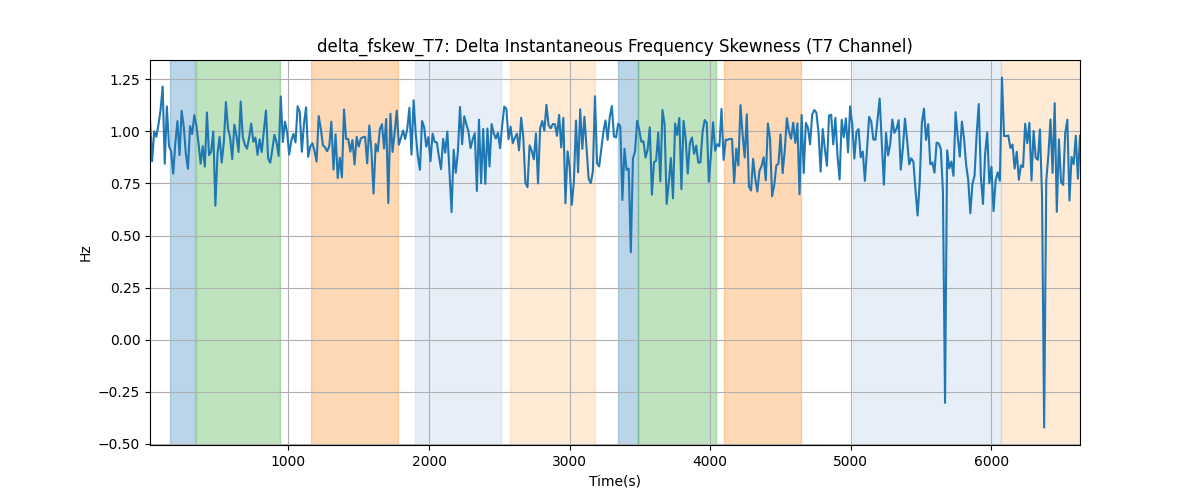 delta_fskew_T7: Delta Instantaneous Frequency Skewness (T7 Channel)
1.25
1.00
0.75
0.50
0.25
0.00
−0.25
−0.50
Hz
1000 2000 3000 4000 5000 6000
Time(s)